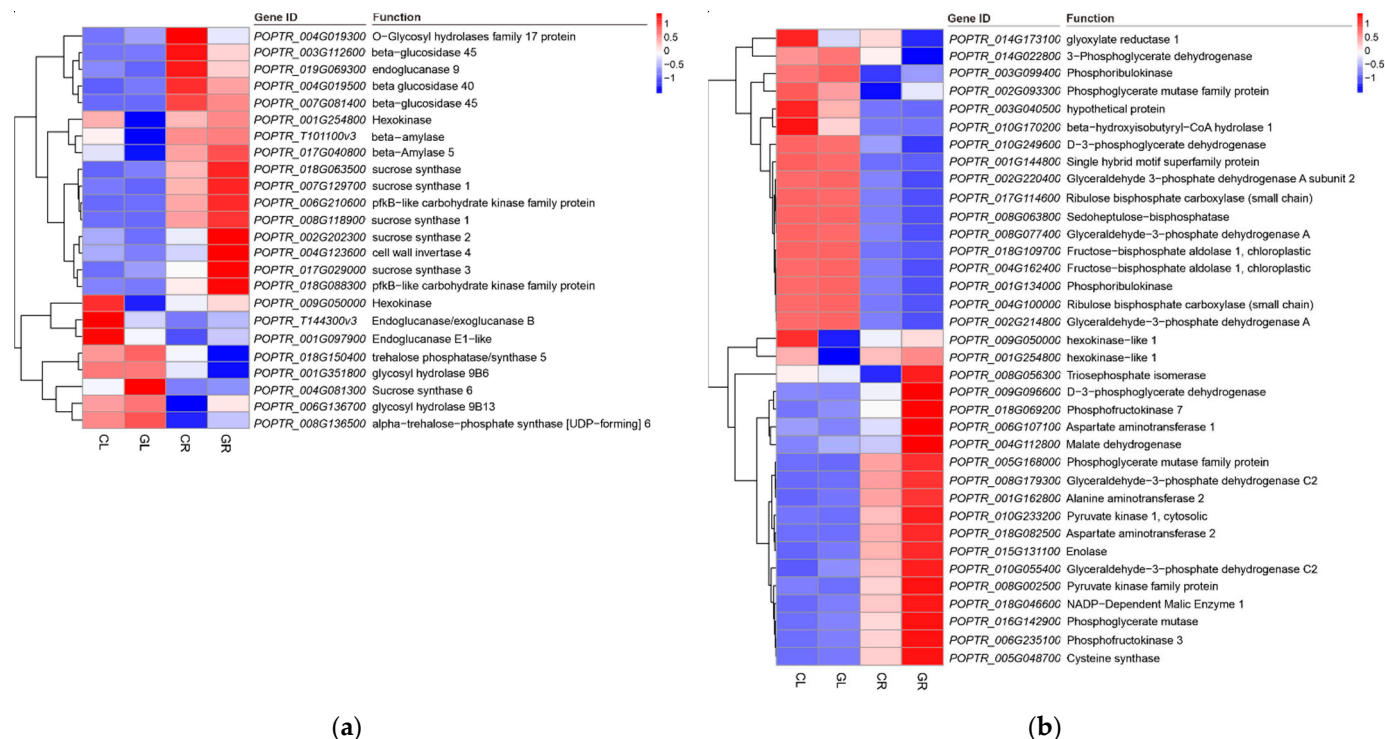 Gene ID Function
POPTR_004G019300 O-Glycosyl hydrolases family 17 protein
POPTR_003G112600 beta-glucosidase 45
POPTR_019G069300 endoglucanase 9
POPTR_004G019500 beta glucosidase 40
POPTR_007G081400 beta-glucosidase 45
POPTR_001G254800 Hexokinase
POPTR_T101100v3 beta-amylase
POPTR_017G040800 beta-Amylase 5
POPTR_018G063500 sucrose synthase
POPTR_007G129700 sucrose synthase 1
POPTR_006G210600 pfkB-like carbohydrate kinase family protein
POPTR_008G118900 sucrose synthase 1
POPTR_002G202300 sucrose synthase 2
POPTR_004G123600 cell wall invertase 4
POPTR_017G029000 sucrose synthase 3
POPTR_018G088300 pfkB-like carbohydrate kinase family protein
POPTR_009G050000 Hexokinase
POPTR_T144300v3 Endoglucanase/exoglucanase B
POPTR_001G097900 Endoglucanase E1-like
POPTR_018G150400 trehalose phosphatase/synthase 5
POPTR_001G351800 glycosyl hydrolase 9B6
POPTR_004G081300 Sucrose synthase 6
POPTR_006G136700 glycosyl hydrolase 9B13
POPTR_008G136500 alpha-trehalose-phosphate synthase [UDP-forming] 6
CL GL CR GR
1
0.5
0
-0.5
-1
(a)
Gene ID Function
POPTR_014G173100 glyoxylate reductase 1
POPTR_014G022800 3-Phosphoglycerate dehydrogenase
POPTR_003G099400 Phosphoribulokinase
POPTR_002G093300 Phosphoglycerate mutase family protein
POPTR_003G040500 hypothetical protein
POPTR_010G170200 beta-hydroxyisobutyryl-CoA hydrolase 1
POPTR_010G249600 D-3-phosphoglycerate dehydrogenase
POPTR_001G144800 Single hybrid motif superfamily protein
POPTR_002G220400 Glyceraldehyde 3-phosphate dehydrogenase A subunit 2
POPTR_017G114600 Ribulose bisphosphate carboxylase (small chain)
POPTR_008G063800 Sedoheptulose-bisphosphatase
POPTR_008G077400 Glyceraldehyde-3-phosphate dehydrogenase A
POPTR_018G109700 Fructose-bisphosphate aldolase 1, chloroplastic
POPTR_004G162400 Fructose-bisphosphate aldolase 1, chloroplastic
POPTR_001G134000 Phosphoribulokinase
POPTR_004G100000 Ribulose bisphosphate carboxylase (small chain)
POPTR_002G214800 Glyceraldehyde-3-phosphate dehydrogenase A
POPTR_009G050000 hexokinase-like 1
POPTR_001G254800 hexokinase-like 1
POPTR_008G056300 Triosephosphate isomerase
POPTR_009G096600 D-3-phosphoglycerate dehydrogenase
POPTR_018G069200 Phosphofructokinase 7
POPTR_006G107100 Aspartate aminotransferase 1
POPTR_004G112800 Malate dehydrogenase
POPTR_005G168000 Phosphoglycerate mutase family protein
POPTR_008G179300 Glyceraldehyde-3-phosphate dehydrogenase C2
POPTR_001G162800 Alanine aminotransferase 2
POPTR_010G233200 Pyruvate kinase 1, cytosolic
POPTR_018G082500 Aspartate aminotransferase 2
POPTR_015G131100 Enolase
POPTR_010G055400 Glyceraldehyde-3-phosphate dehydrogenase C2
POPTR_008G002500 Pyruvate kinase family protein
POPTR_018G046600 NADP-Dependent Malic Enzyme 1
POPTR_016G142900 Phosphoglycerate mutase
POPTR_006G235100 Phosphofructokinase 3
POPTR_005G048700 Cysteine synthase
CL GL CR GR
1
0.5
0
-0.5
-1
(b)